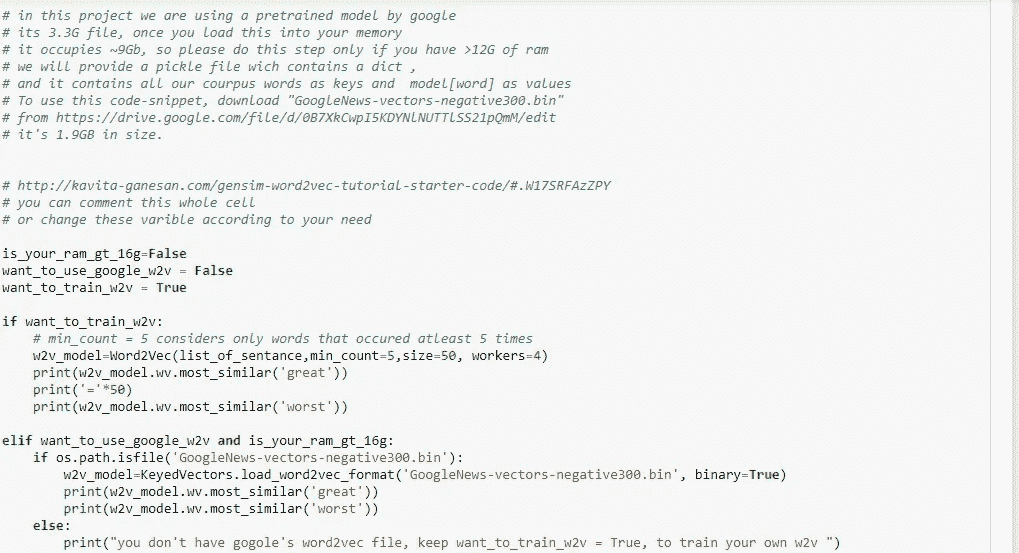 # in this project we are using a pretrained model by google
# its 3.3G file, once you load this into your memory
# it occupies ~9Gb, so please do this step only if you have >12G of ram
# we will provide a pickle file wich contains a dict ,
# and it contains all our courpus words as keys and  model[word] as values
# To use this code-snippet, download "GoogleNews-vectors-negative300.bin"
# from https://drive.google.com/file/d/0B7XkCwpI5KDYNlNUTTlSS21pQmM/edit
# it's 1.9GB in size.
# http://kavita-ganesan.com/gensim-word2vec-tutorial-starter-code/#.W17SRFAzZPY
# you can comment this whole cell
# or change these varible according to your need
is_your_ram_gt_16g=False
want_to_use_google_w2v = False
want_to_train_w2v = True
if want_to_train_w2v:
    # min_count = 5 considers only words that occured atleast 5 times
    w2v_model=Word2Vec(list_of_sentance,min_count=5,size=50, workers=4)
    print(w2v_model.wv.most_similar('great'))
    print('='*50)
    print(w2v_model.wv.most_similar('worst'))
elif want_to_use_google_w2v and is_your_ram_gt_16g:
    if os.path.isfile('GoogleNews-vectors-negative300.bin'):
        w2v_model=KeyedVectors.load_word2vec_format('GoogleNews-vectors-negative300.bin', binary=True)
        print(w2v_model.wv.most_similar('great'))
        print(w2v_model.wv.most_similar('worst'))
    else:
        print("you don't have gogole's word2vec file, keep want_to_train_w2v = True, to train your own w2v ")